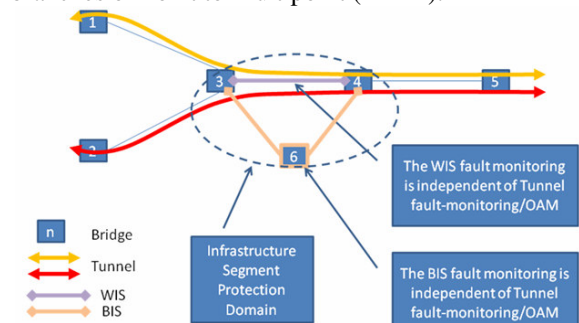 1
3
4
5
2
6
The WIS fault monitoring
is independent of Tunnel
fault-monitoring/OAM
n
Bridge
Tunnel
WIS
BIS
Infrastructure
Segment
Protection
Domain
The BIS fault monitoring is
independent of Tunnel
fault-monitoring/OAM